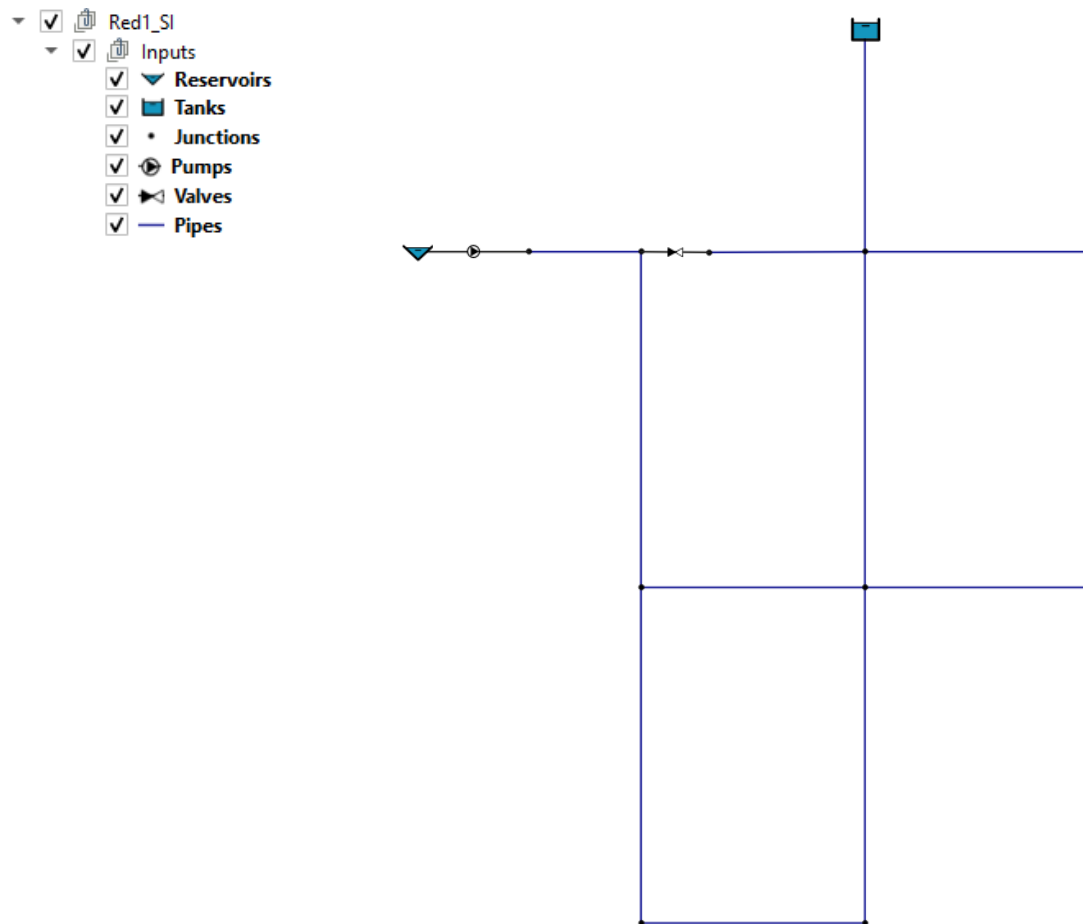 Red1_SI
Inputs
Reservoirs
Tanks
Junctions
Pumps
Valves
Pipes